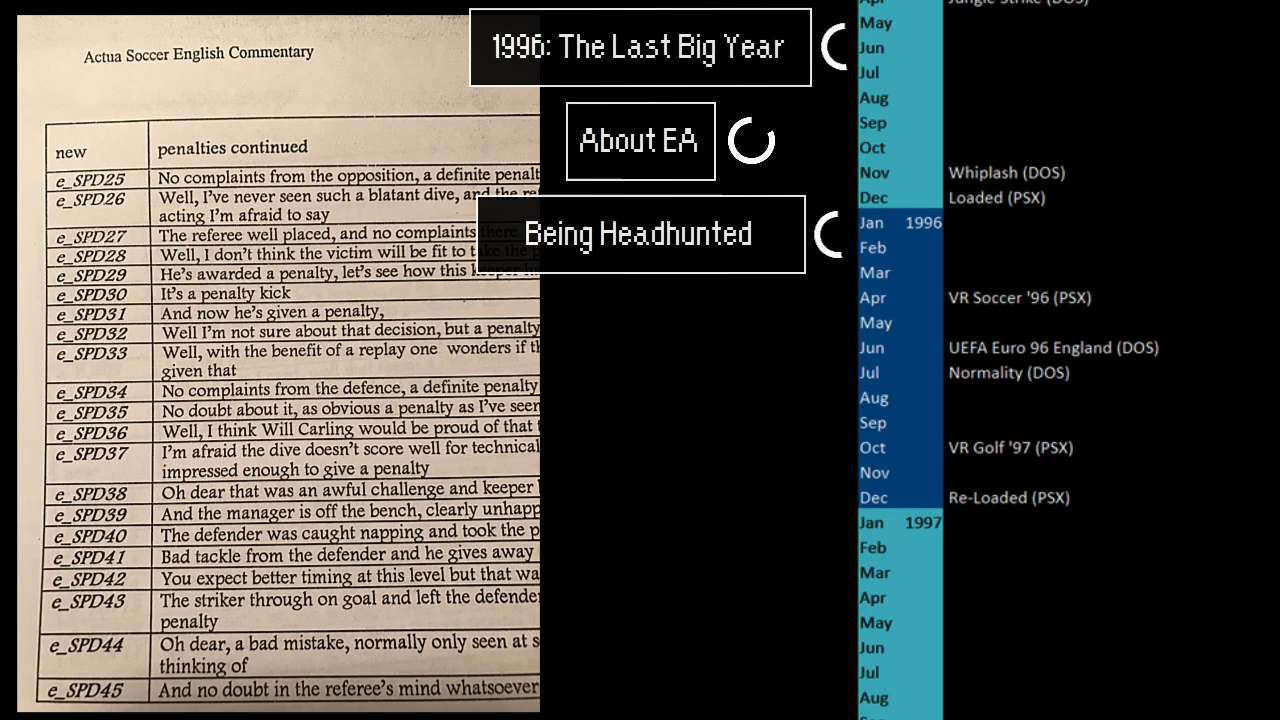 Actua Soccer English Commentary
new penalties continued
e_SPD25 No complaints from the opposition, a definite penalt
e_SPD26 Well, I've never seen such a blatant dive, and the ref
acting I'm afraid to say
e_SPD27 The referee well placed, and no complaints there.
e_SPD28 Well, I don't think the victim will be fit to take the p
e_SPD29 He's awarded a penalty, let's see how this keeper ha
e_SPD30 It's a penalty kick
e_SPD31 And now he's given a penalty,
e_SPD32 Well I'm not sure about that decision, but a penalty
e_SPD33 Well, with the benefit of a replay one wonders if th
given that
e_SPD34 No complaints from the defence, a definite penalty
e_SPD35 No doubt about it, as obvious a penalty as I've seen
e_SPD36 Well, I think Will Carling would be proud of that t
e_SPD37 I'm afraid the dive doesn't score well for technical
impressed enough to give a penalty
e_SPD38 Oh dear that was an awful challenge and keeper
e_SPD39 And the manager is off the bench, clearly unhapp
e_SPD40 The defender was caught napping and took the p
e_SPD41 Bad tackle from the defender and he gives away
e_SPD42 You expect better timing at this level but that wa
e_SPD43 The striker through on goal and left the defende
penalty
e_SPD44 Oh dear, a bad mistake, normally only seen at s
thinking of
e_SPD45 And no doubt in the referee's mind whatsoever
1996: The Last Big Year
About EA
Being Headhunted
Apr Jungle Strike (DOS)
May
Jun
Jul
Aug
Sep
Oct
Nov Whiplash (DOS)
Dec Loaded (PSX)
Jan 1996
Feb
Mar
Apr VR Soccer '96 (PSX)
May
Jun UEFA Euro 96 England (DOS)
Jul Normality (DOS)
Aug
Sep
Oct VR Golf '97 (PSX)
Nov
Dec Re-Loaded (PSX)
Jan 1997
Feb
Mar
Apr
May
Jun
Jul
Aug